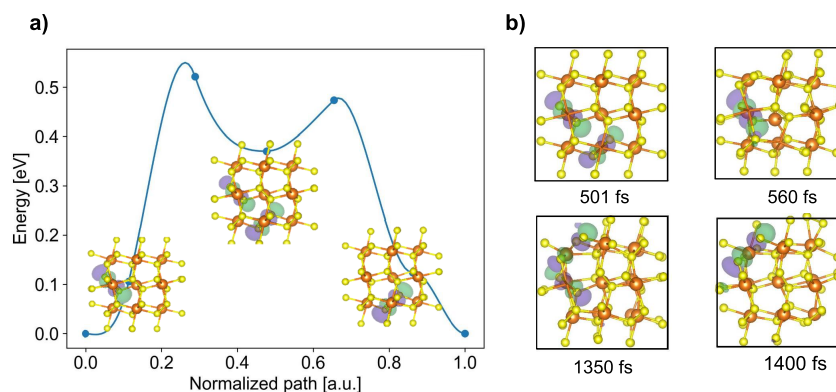 a)
0.5
0.4
0.3
0.2
0.1
0.0
Energy [eV]
0.0 0.2 0.4 0.6 0.8 1.0
Normalized path [a.u.]
b)
501 fs 560 fs
1350 fs 1400 fs